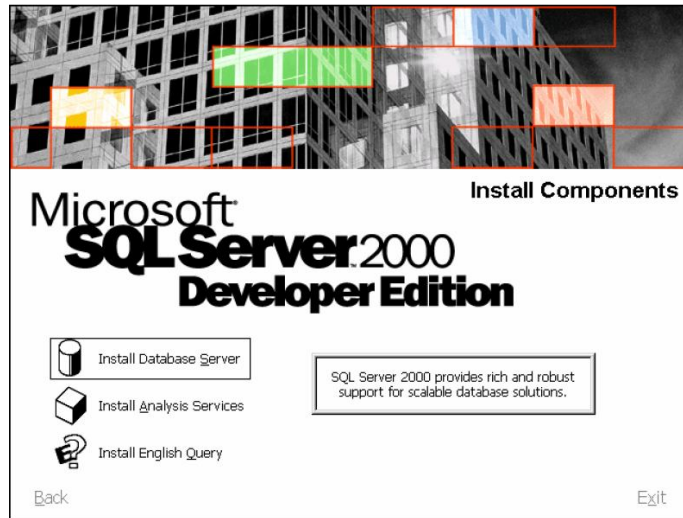 Install Components
Microsoft®
SQL Server™ 2000
Developer Edition
Install Database Server
SQL Server 2000 provides rich and robust
support for scalable database solutions.
Install Analysis Services
Install English Query
Back
Exit